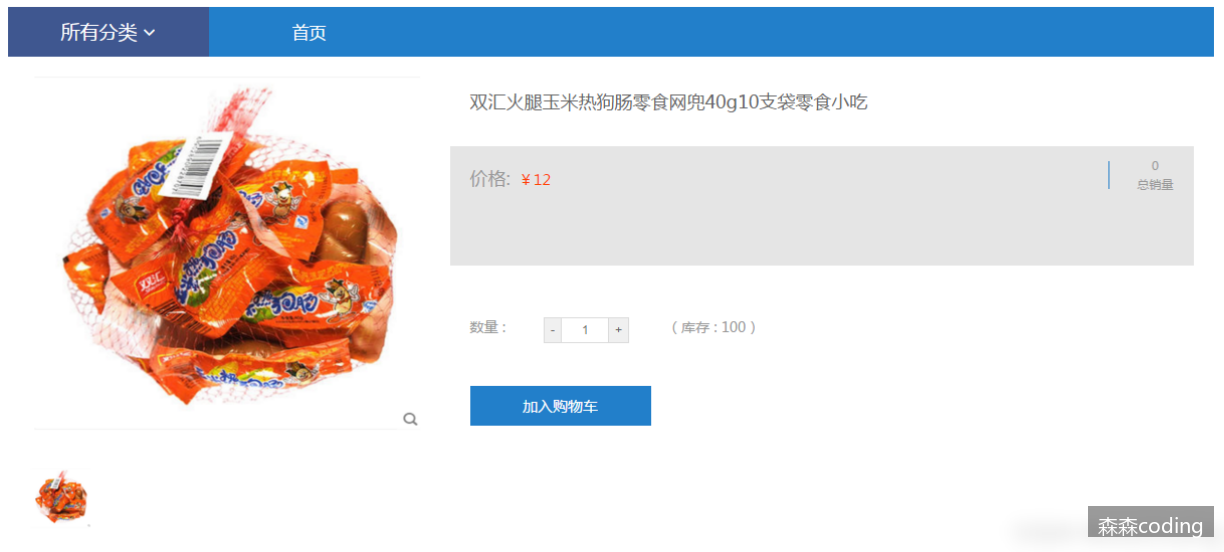 所有分类
首页
双汇火腿玉米热狗肠零食网兜40g10支袋零食小吃
价格: ¥12
0
总销量
双汇
数量 :
- 1 +
( 库存 : 100 )
加入购物车
森森coding